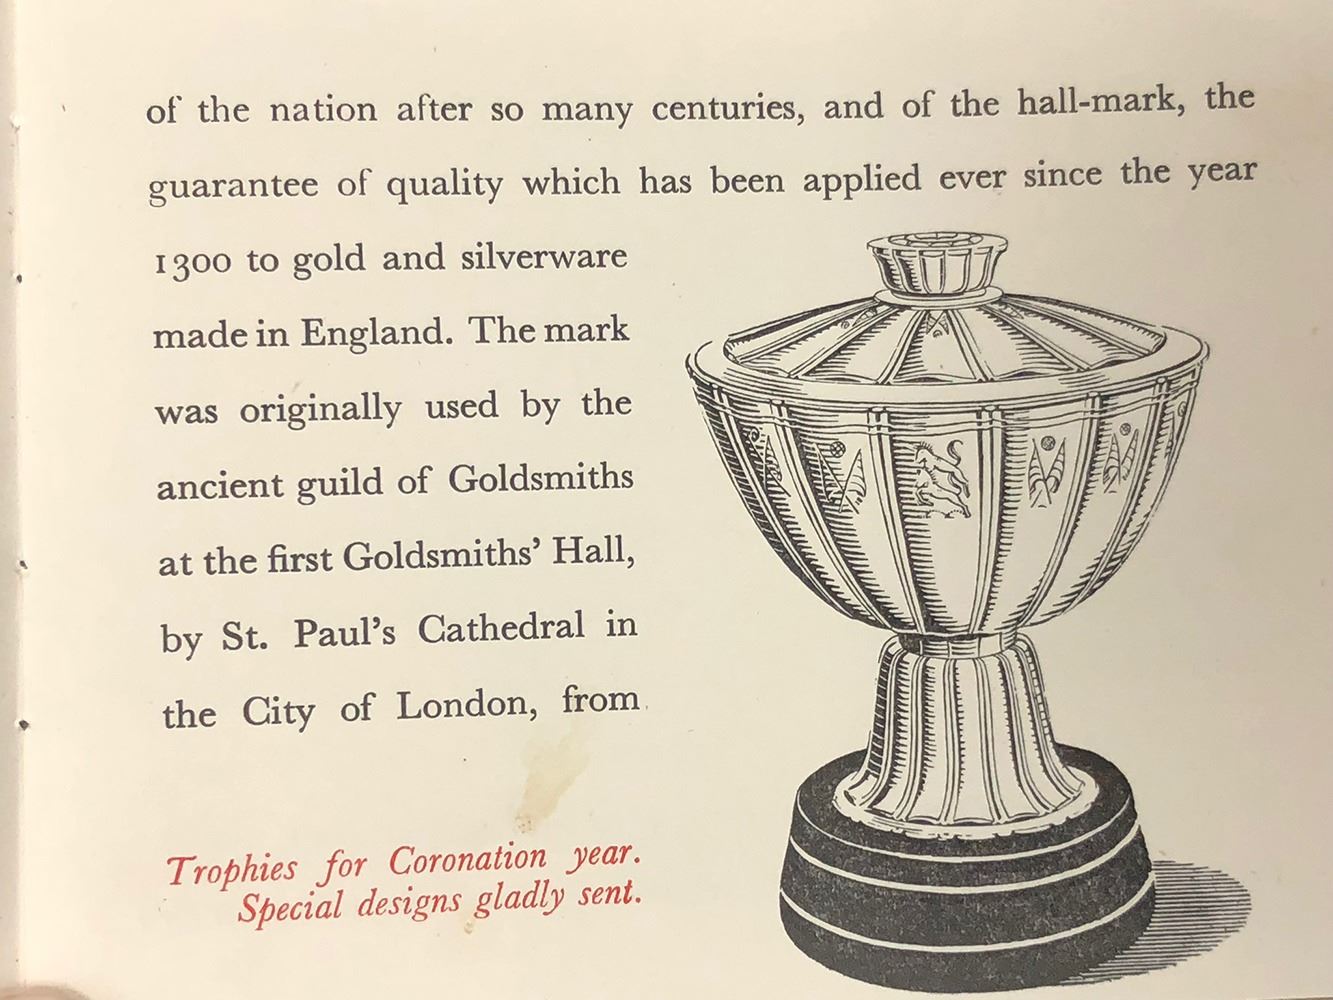 of the nation after so many centuries, and of the hall-mark, the
guarantee of quality which has been applied ever since the year
1300 to gold and silverware
made in England. The mark
was originally used by the
ancient guild of Goldsmiths
at the first Goldsmiths' Hall,
by St. Paul's Cathedral in
the City of London, from
Trophies for Coronation year.
Special designs gladly sent.